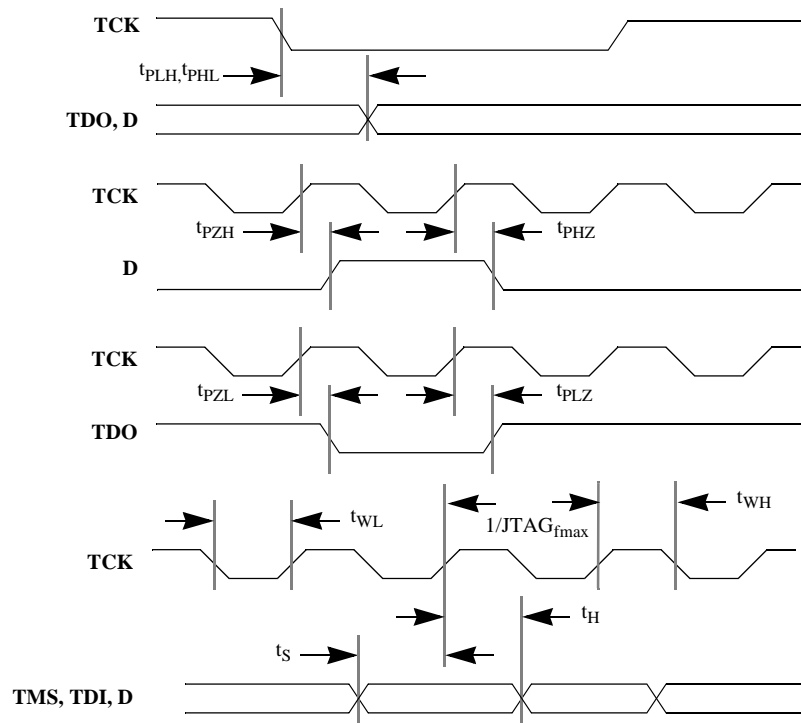 TCK
tPLH,tPHL
TDO, D
TCK
tPZH
tPHZ
D
TCK
tPZL
tPLZ
TDO
tWL
tWH
1/JTAGfmax
TCK
tH
tS
TMS, TDI, D